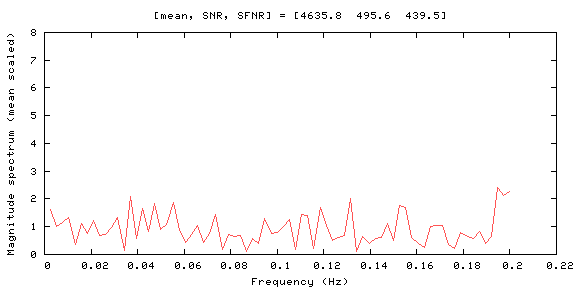 [mean, SNR, SFNR] = [4635.8 495.6 439.5]
Magnitude spectrum (mean scaled)
8
7
6
5
4
3
2
1
0
0 0.02 0.04 0.06 0.08 0.1 0.12 0.14 0.16 0.18 0.2 0.22
Frequency (Hz)